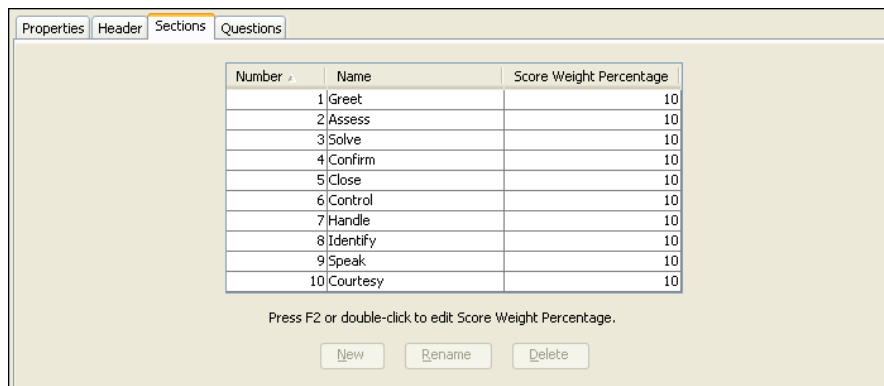 Properties Header Sections Questions
Number Name Score Weight Percentage
1 Greet 10
2 Assess 10
3 Solve 10
4 Confirm 10
5 Close 10
6 Control 10
7 Handle 10
8 Identify 10
9 Speak 10
10 Courtesy 10
Press F2 or double-click to edit Score Weight Percentage.
New Rename Delete